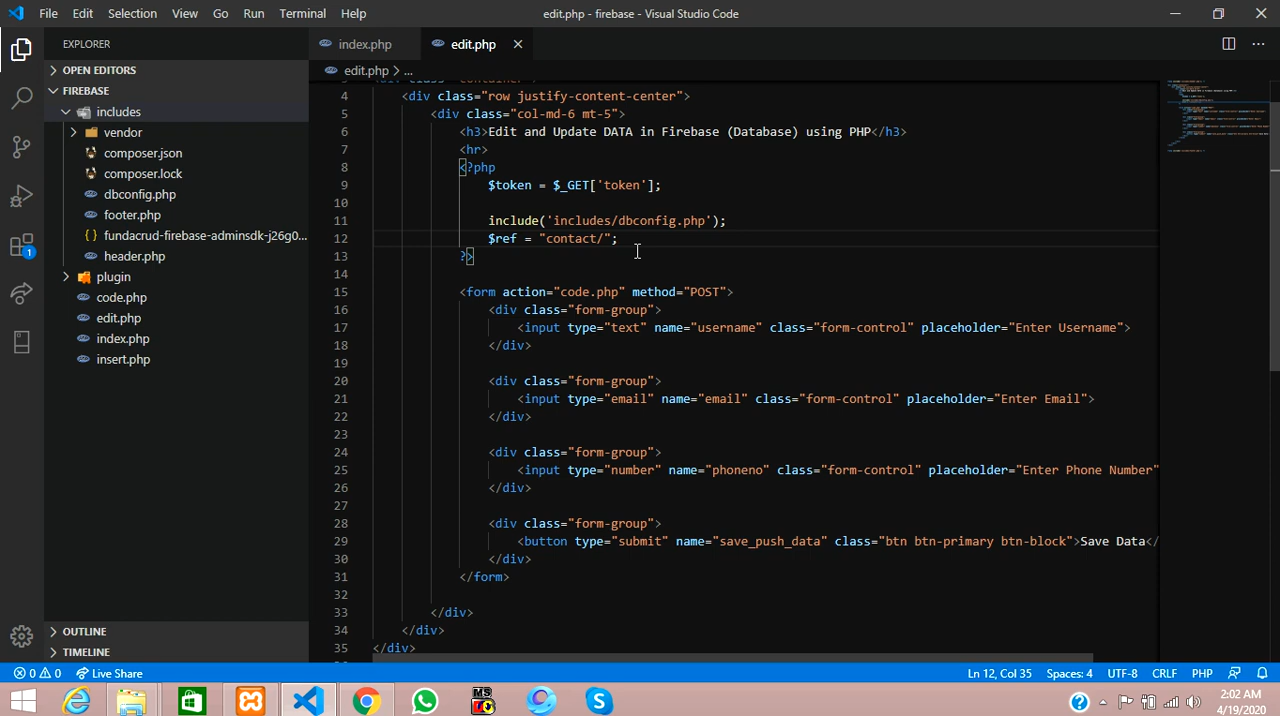 File Edit Selection View Go Run Terminal Help edit.php - firebase - Visual Studio Code
EXPLORER
OPEN EDITORS
FIREBASE
includes
vendor
composer.json
composer.lock
dbconfig.php
footer.php
{ } fundacrud-firebase-adminsdk-j26g0...
header.php
plugin
code.php
edit.php
index.php
insert.php
OUTLINE
TIMELINE
index.php edit.php
edit.php > ...
4 <div class="row justify-content-center">
5 <div class="col-md-6 mt-5">
6 <h3>Edit and Update DATA in Firebase (Database) using PHP</h3>
7 <hr>
8 <?php
9 $token = $_GET['token'];
10
11 include('includes/dbconfig.php');
12 $ref = "contact/";
13 ?>
14
15 <form action="code.php" method="POST">
16 <div class="form-group">
17 <input type="text" name="username" class="form-control" placeholder="Enter Username">
18 </div>
19
20 <div class="form-group">
21 <input type="email" name="email" class="form-control" placeholder="Enter Email">
22 </div>
23
24 <div class="form-group">
25 <input type="number" name="phoneno" class="form-control" placeholder="Enter Phone Number"
26 </div>
27
28 <div class="form-group">
29 <button type="submit" name="save_push_data" class="btn btn-primary btn-block">Save Data</
30 </div>
31 </form>
32
33 </div>
34 </div>
35 </div>
0 0 Live Share Ln 12, Col 35 Spaces: 4 UTF-8 CRLF PHP
2:02 AM
4/19/2020